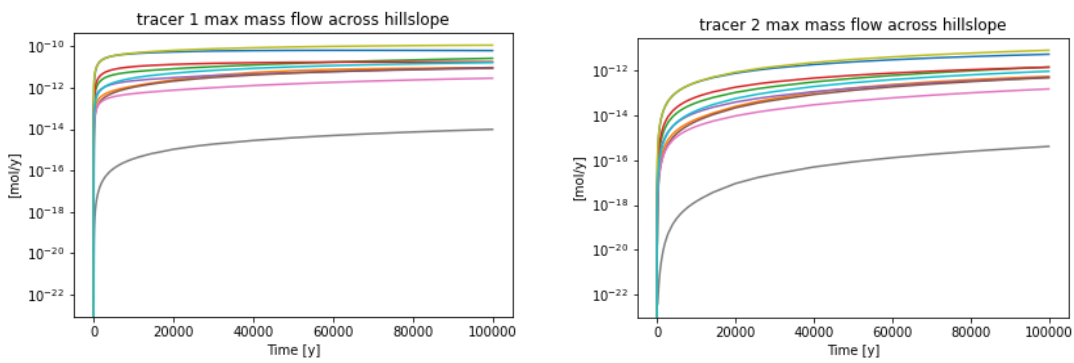 tracer 1 max mass flow across hillslope
10⁻¹⁰
10⁻¹²
10⁻¹⁴
10⁻¹⁶
10⁻¹⁸
10⁻²⁰
10⁻²²
[mol/y]
0 20000 40000 60000 80000 100000
Time [y]
tracer 2 max mass flow across hillslope
10⁻¹²
10⁻¹⁴
10⁻¹⁶
10⁻¹⁸
10⁻²⁰
10⁻²²
[mol/y]
0 20000 40000 60000 80000 100000
Time [y]